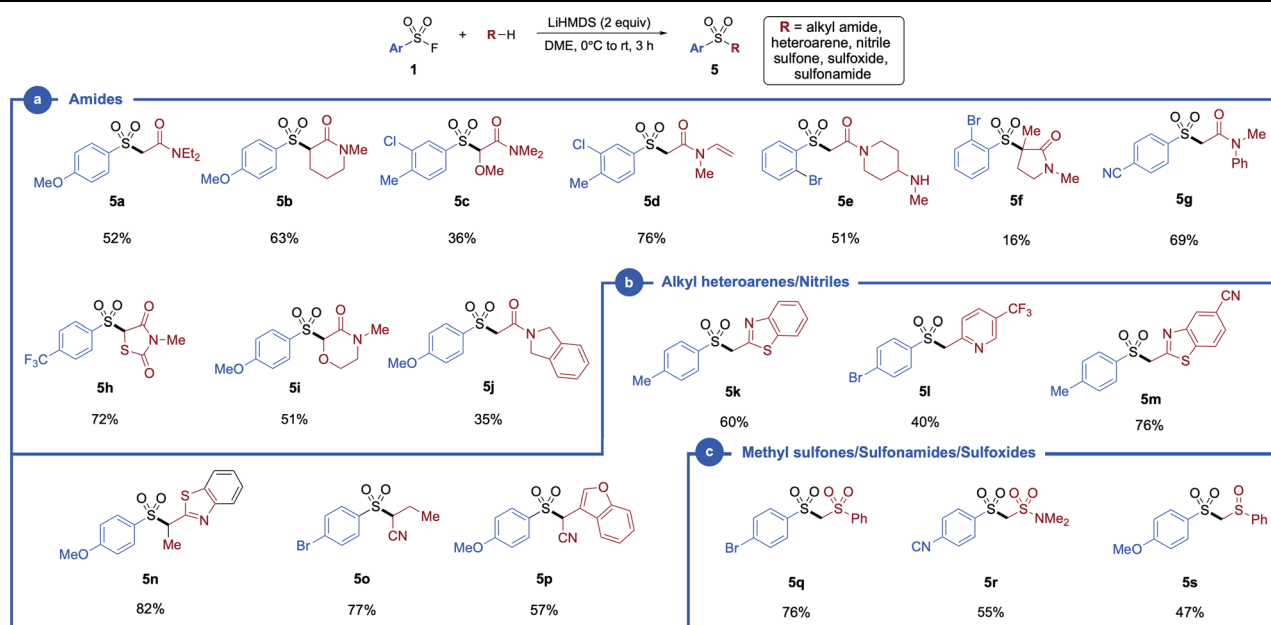 Ar S O O F
1
+
R–H
LiHMDS (2 equiv)
DME, 0°C to rt, 3 h
Ar S O O R
5
R = alkyl amide,
heteroarene, nitrile
sulfone, sulfoxide,
sulfonamide
a Amides
MeO O O S O NEt2
5a
52%
MeO O O S O NMe
5b
63%
Cl Me O O S O NMe2 OMe
5c
36%
Cl Me O O S O N Me
5d
76%
Br O O S O N NH Me
5e
51%
Br O O S Me O N Me
5f
16%
NC O O S O N Me Ph
5g
69%
F3C O O S O N Me S O
5h
72%
MeO O O S O N Me O
5i
51%
MeO O O S O N
5j
35%
b Alkyl heteroarenes/Nitriles
Me O O S N S
5k
60%
Br O O S N CF3
5l
40%
Me O O S N S CN
5m
76%
MeO O O S Me S N
5n
82%
Br O O S Me CN
5o
77%
MeO O O S CN O
5p
57%
c Methyl sulfones/Sulfonamides/Sulfoxides
Br O O S O O S Ph
5q
76%
CN O O S O O S NMe2
5r
55%
MeO O O S O S Ph
5s
47%